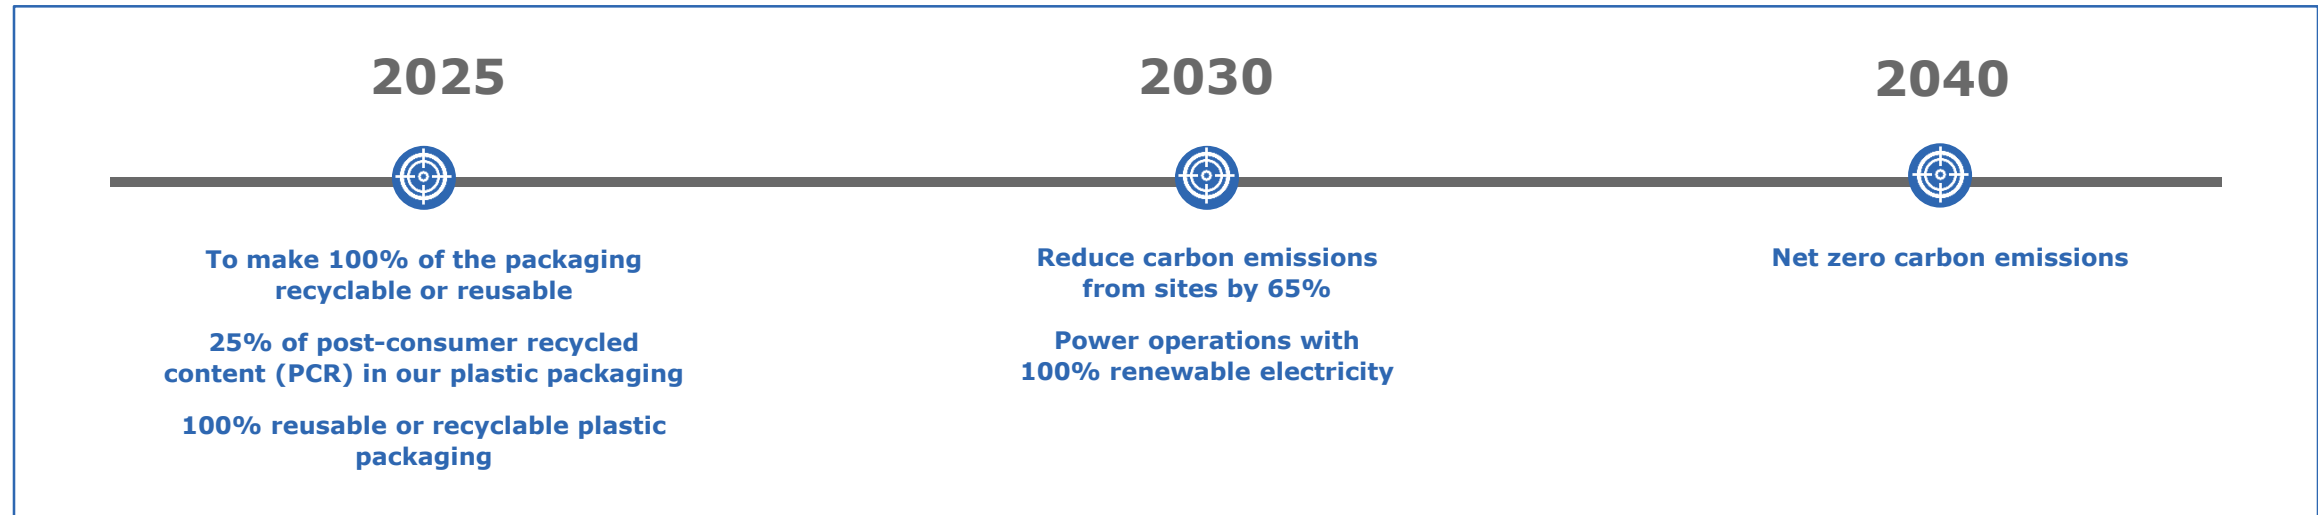 2025
To make 100% of the packaging
recyclable or reusable
25% of post-consumer recycled
content (PCR) in our plastic packaging
100% reusable or recyclable plastic
packaging
2030
Reduce carbon emissions
from sites by 65%
Power operations with
100% renewable electricity
2040
Net zero carbon emissions